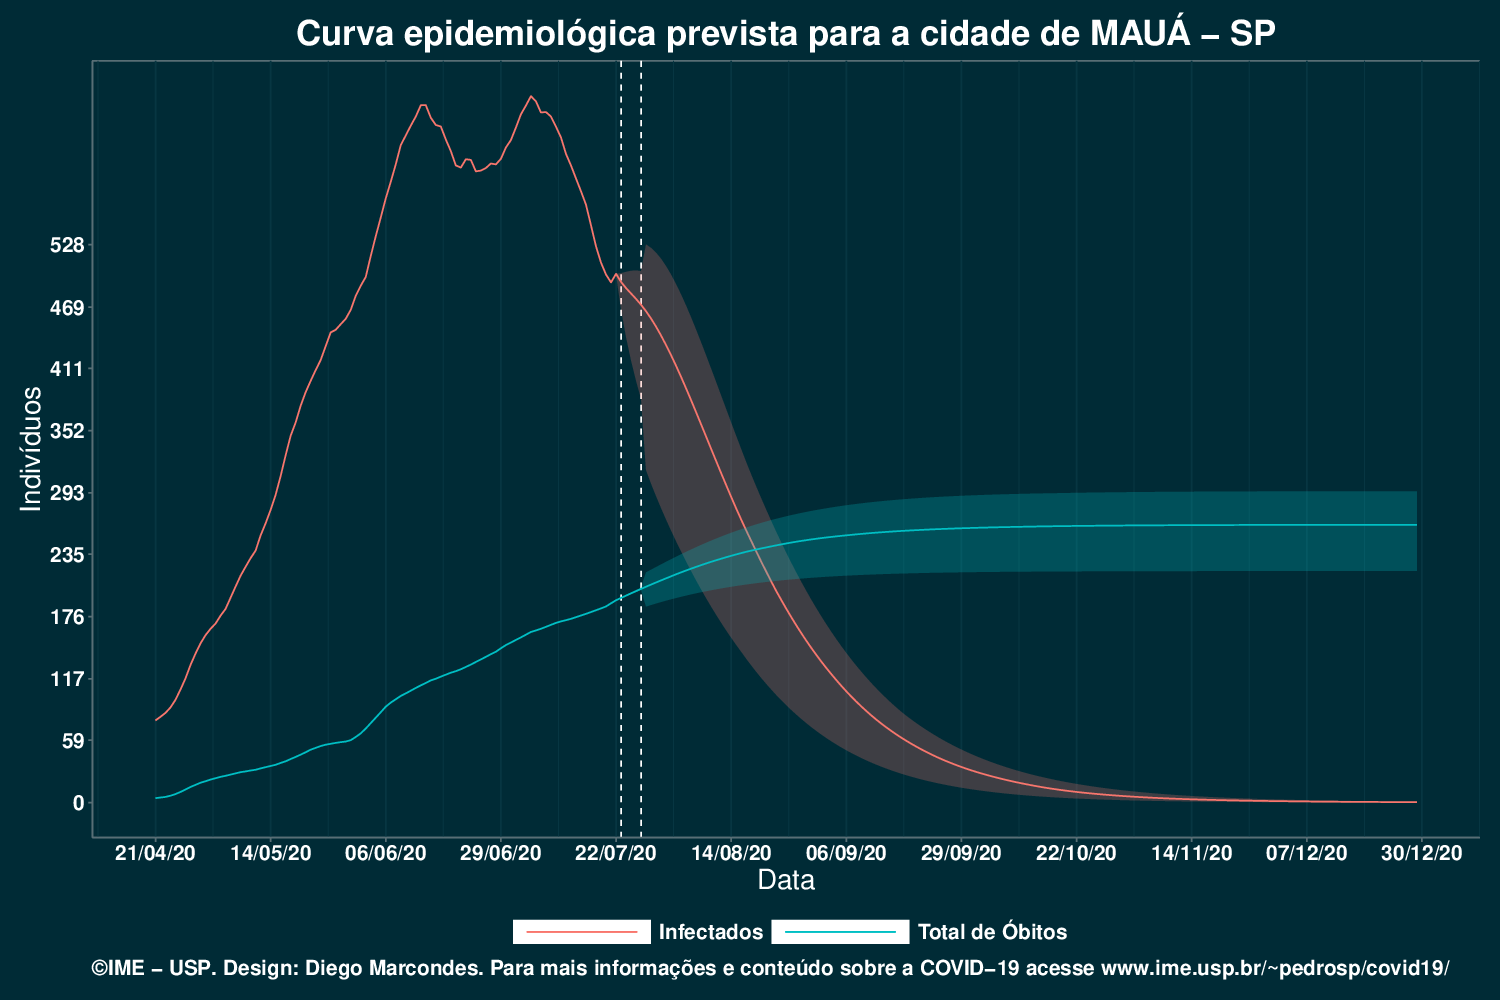 Curva epidemiológica prevista para a cidade de MAUÁ – SP
Indivíduos
528
469
411
352
293
235
176
117
59
0
21/04/20 14/05/20 06/06/20 29/06/20 22/07/20 14/08/20 06/09/20 29/09/20 22/10/20 14/11/20 07/12/20 30/12/20
Data
Infectados Total de Óbitos
©IME – USP. Design: Diego Marcondes. Para mais informações e conteúdo sobre a COVID–19 acesse www.ime.usp.br/~pedrosp/covid19/